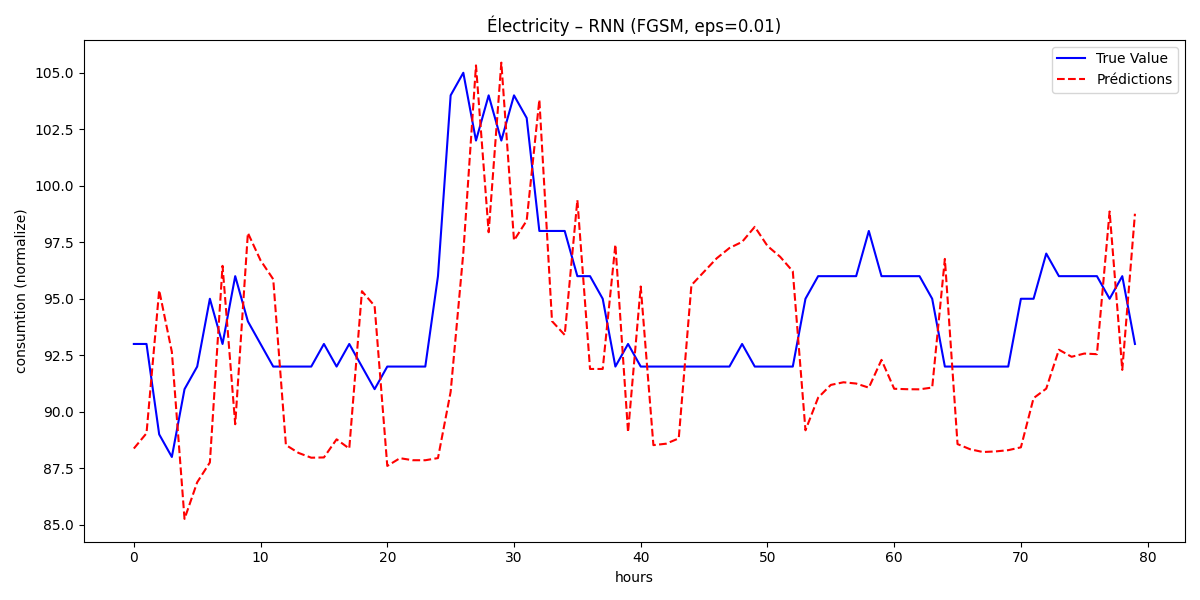 Électricity – RNN (FGSM, eps=0.01)
True Value
Prédictions
consumtion (normalize)
105.0
102.5
100.0
97.5
95.0
92.5
90.0
87.5
85.0
0 10 20 30 40 50 60 70 80
hours